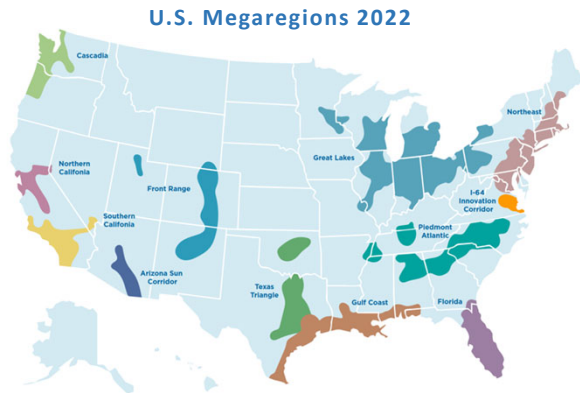 U.S. Megaregions 2022
Cascadia
Northeast
Great Lakes
Northern
Califonia
Front Range
I-64
Innovation
Corridor
Southern
Califonia
Piedmont
Atlantic
Arizona Sun
Corridor
Texas
Triangle
Gulf Coast
Florida